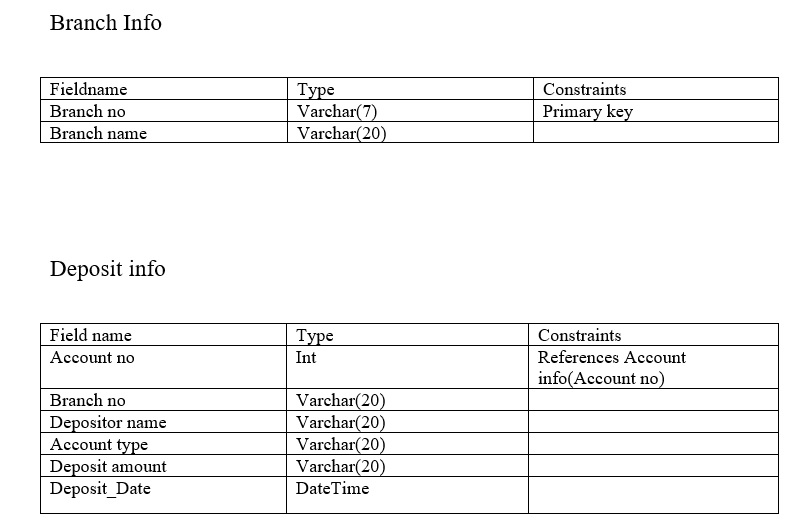 Branch Info
Fieldname Type Constraints
Branch no Varchar(7) Primary key
Branch name Varchar(20)
Deposit info
Field name Type Constraints
Account no Int References Account
info(Account no)
Branch no Varchar(20)
Depositor name Varchar(20)
Account type Varchar(20)
Deposit amount Varchar(20)
Deposit_Date DateTime